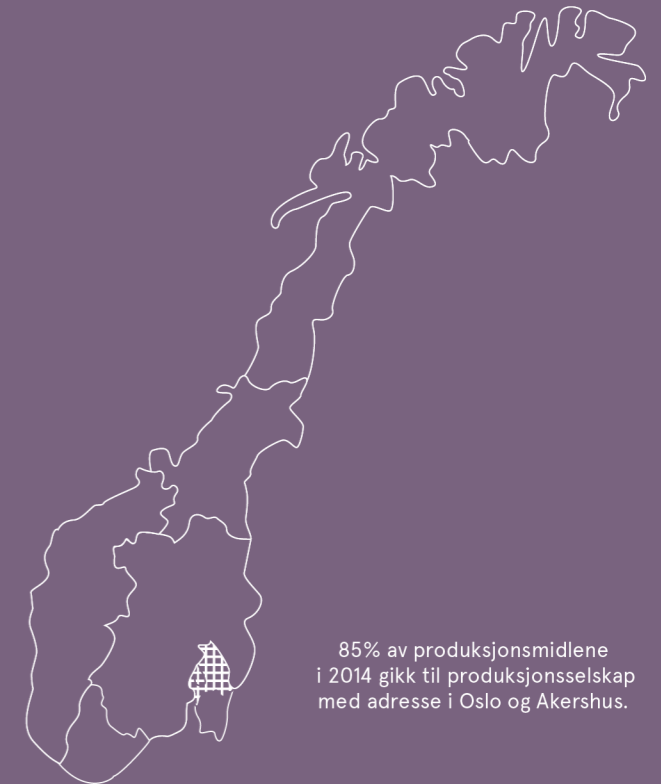 85% av produksjonsmidlene
i 2014 gikk til produksjonsselskap
med adresse i Oslo og Akershus.